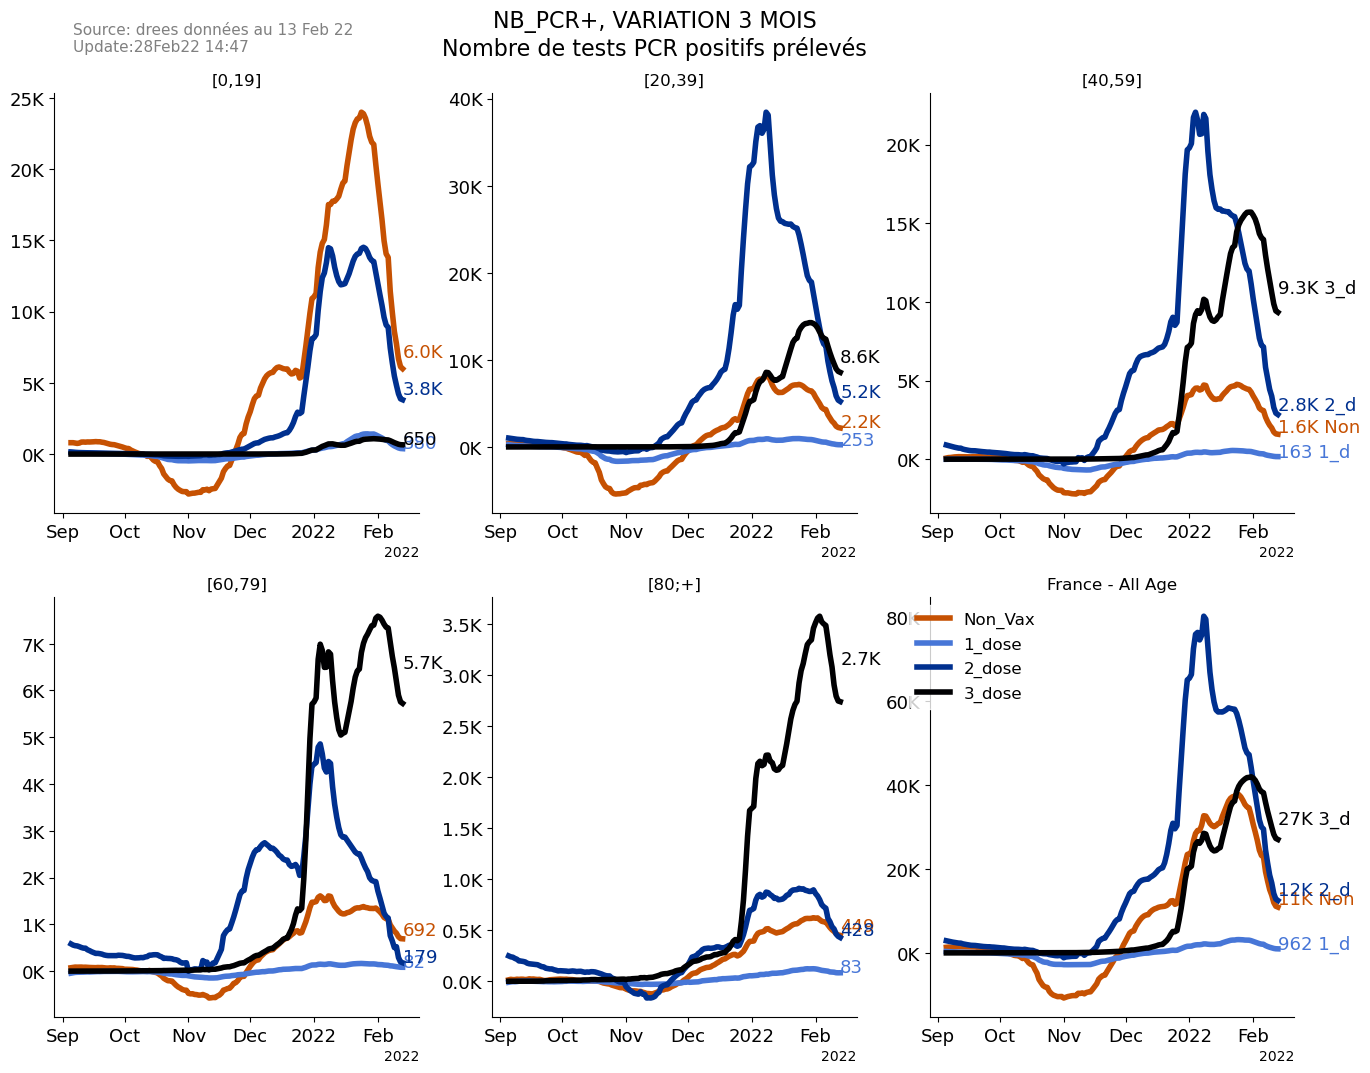 NB_PCR+, VARIATION 3 MOIS
Nombre de tests PCR positifs prélevés
Source: drees données au 13 Feb 22
Update:28Feb22 14:47
[0,19]
25K
20K
15K
10K
5K
0K
6.0K
3.8K
650
Sep Oct Nov Dec 2022 Feb
2022
[20,39]
40K
30K
20K
10K
0K
8.6K
5.2K
2.2K
253
Sep Oct Nov Dec 2022 Feb
2022
[40,59]
20K
15K
10K
5K
0K
9.3K 3_d
2.8K 2_d
1.6K Non
163 1_d
Sep Oct Nov Dec 2022 Feb
2022
[60,79]
7K
6K
5K
4K
3K
2K
1K
0K
5.7K
692
179
Sep Oct Nov Dec 2022 Feb
2022
[80;+]
3.5K
3.0K
2.5K
2.0K
1.5K
1.0K
0.5K
0.0K
2.7K
428
83
Sep Oct Nov Dec 2022 Feb
2022
France - All Age
80K
60K
40K
20K
0K
Non_Vax
1_dose
2_dose
3_dose
27K 3_d
12K 2_d
11K Non
962 1_d
Sep Oct Nov Dec 2022 Feb
2022